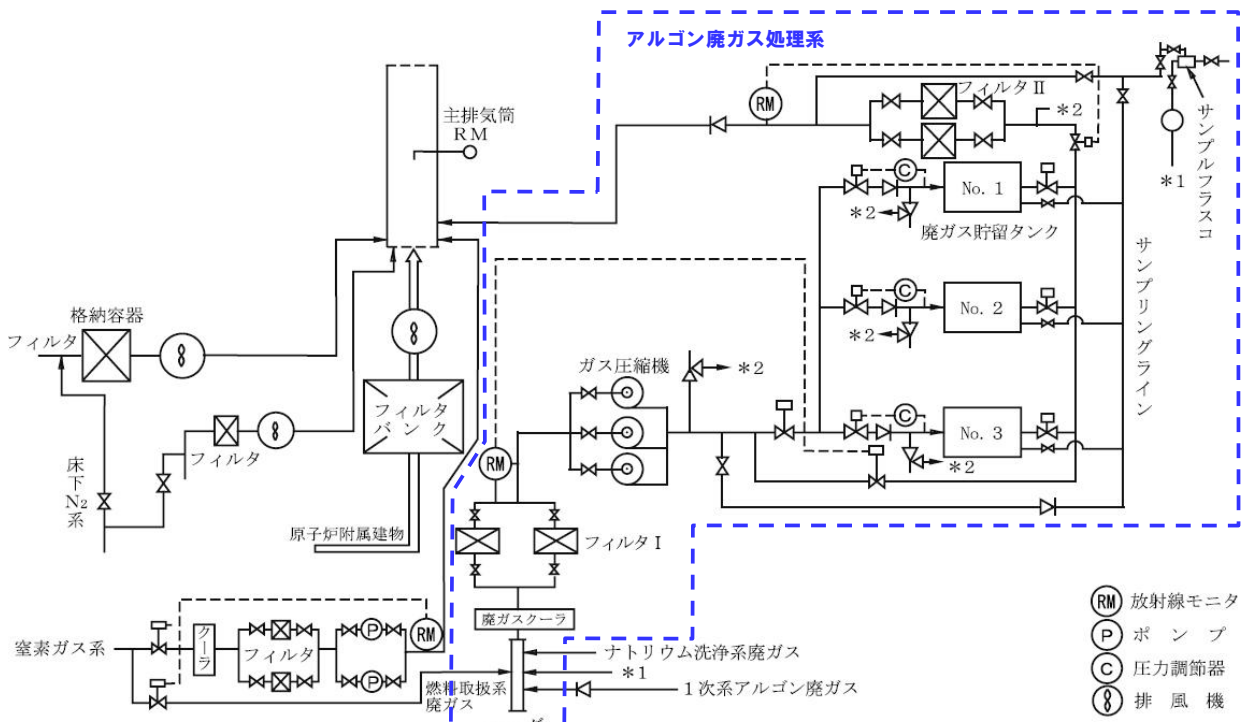 アルゴン廃ガス処理系
主排気筒
RM
RM
フィルタⅡ
*2
サンプルフラスコ
*1
C
No. 1
*2
廃ガス貯留タンク
サンプリングライン
C
No. 2
*2
C
No. 3
*2
格納容器
フィルタ
フィルタ
床下N₂系
フィルタ
バンク
原子炉附属建物
ガス圧縮機
*2
RM
フィルタⅠ
廃ガスクーラ
ナトリウム洗浄系廃ガス
*1
1次系アルゴン廃ガス
窒素ガス系
クーラ
フィルタ
P
P
RM
燃料取扱系
廃ガス
RM 放射線モニタ
P ポンプ
C 圧力調節器
排風機